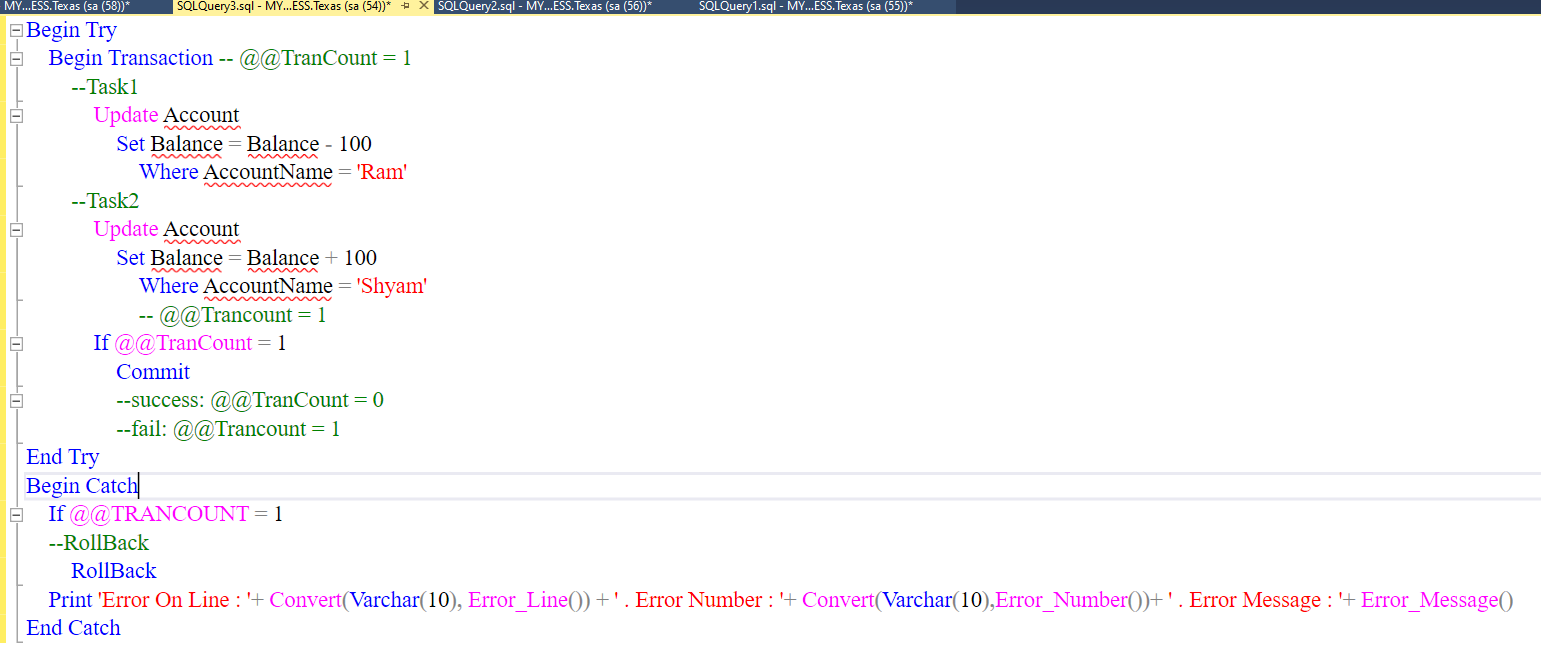 MY...ESS.Texas (sa (58))* SQLQuery3.sql - MY...ESS.Texas (sa (54))* SQLQuery2.sql - MY...ESS.Texas (sa (56))* SQLQuery1.sql - MY...ESS.Texas (sa (55))*
Begin Try
Begin Transaction -- @@TranCount = 1
--Task1
Update Account
Set Balance = Balance - 100
Where AccountName = 'Ram'
--Task2
Update Account
Set Balance = Balance + 100
Where AccountName = 'Shyam'
-- @@Trancount = 1
If @@TranCount = 1
Commit
--success: @@TranCount = 0
--fail: @@Trancount = 1
End Try
Begin Catch
If @@TRANCOUNT = 1
--RollBack
RollBack
Print 'Error On Line : '+ Convert(Varchar(10), Error_Line()) + ' . Error Number : '+ Convert(Varchar(10),Error_Number())+ ' . Error Message : '+ Error_Message()
End Catch